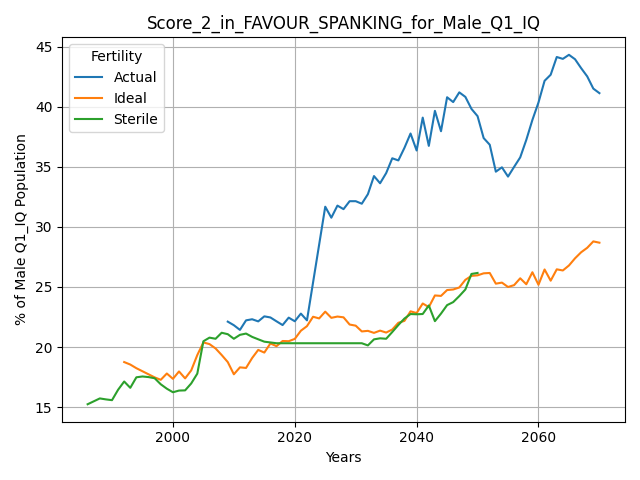 Score_2_in_FAVOUR_SPANKING_for_Male_Q1_IQ
Fertility
Actual
Ideal
Sterile
% of Male Q1_IQ Population
45
40
35
30
25
20
15
2000 2020 2040 2060
Years